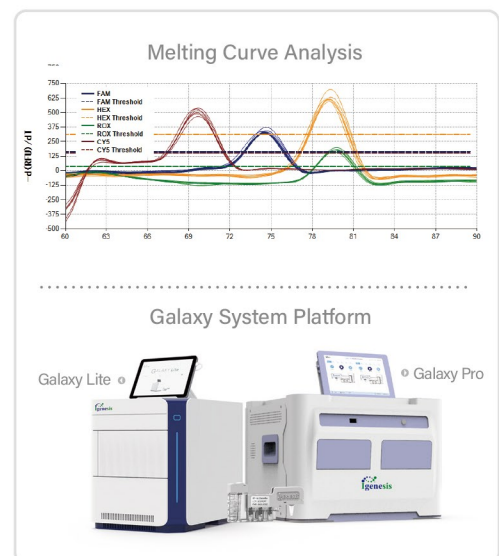 Melting Curve Analysis
-d(RFU)/dT
750
625
500
375
250
125
0
-125
-250
-375
-500
FAM
FAM Threshold
HEX
HEX Threshold
ROX
ROX Threshold
CY5
CY5 Threshold
60 63 66 69 72 75 78 81 84 87 90
Galaxy System Platform
Galaxy Lite
Galaxy Pro
igenesis
igenesis